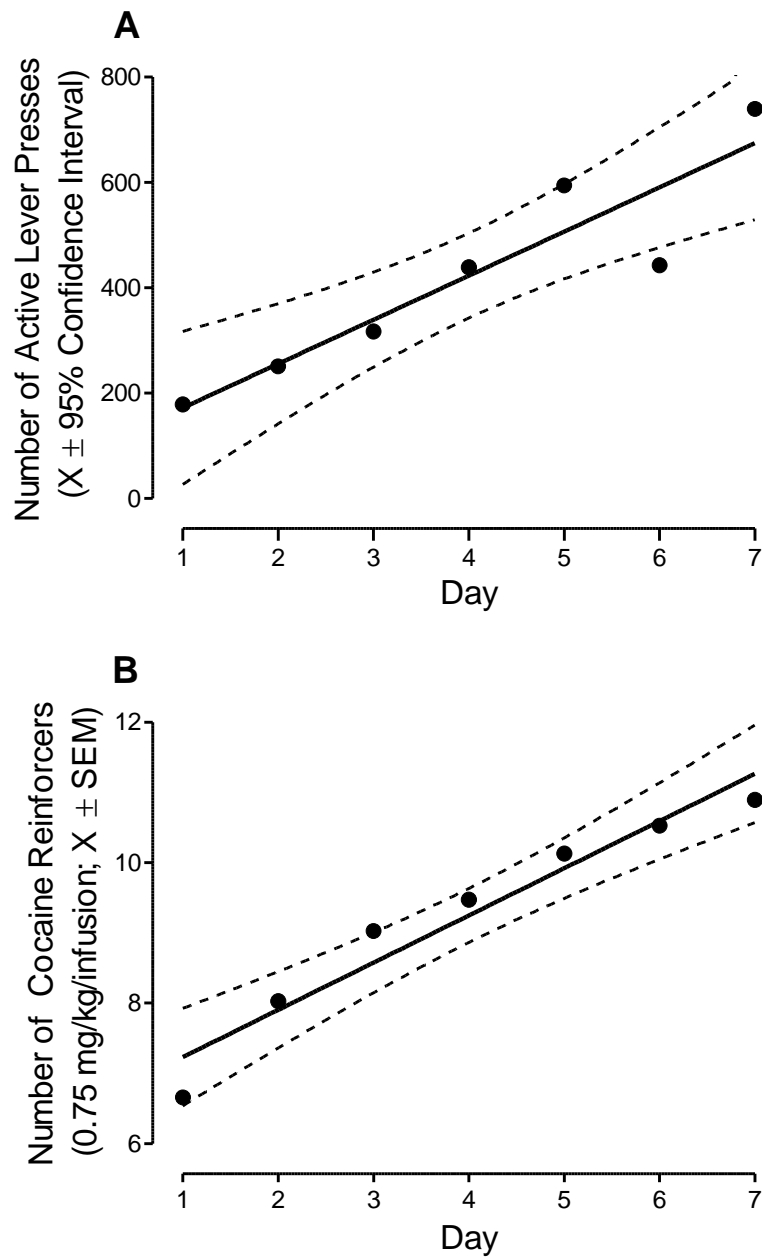 A
Number of Active Lever Presses
(X ± 95% Confidence Interval)
800
600
400
200
0
1 2 3 4 5 6 7
Day
B
Number of Cocaine Reinforcers
(0.75 mg/kg/infusion; X ± SEM)
12
10
8
6
1 2 3 4 5 6 7
Day